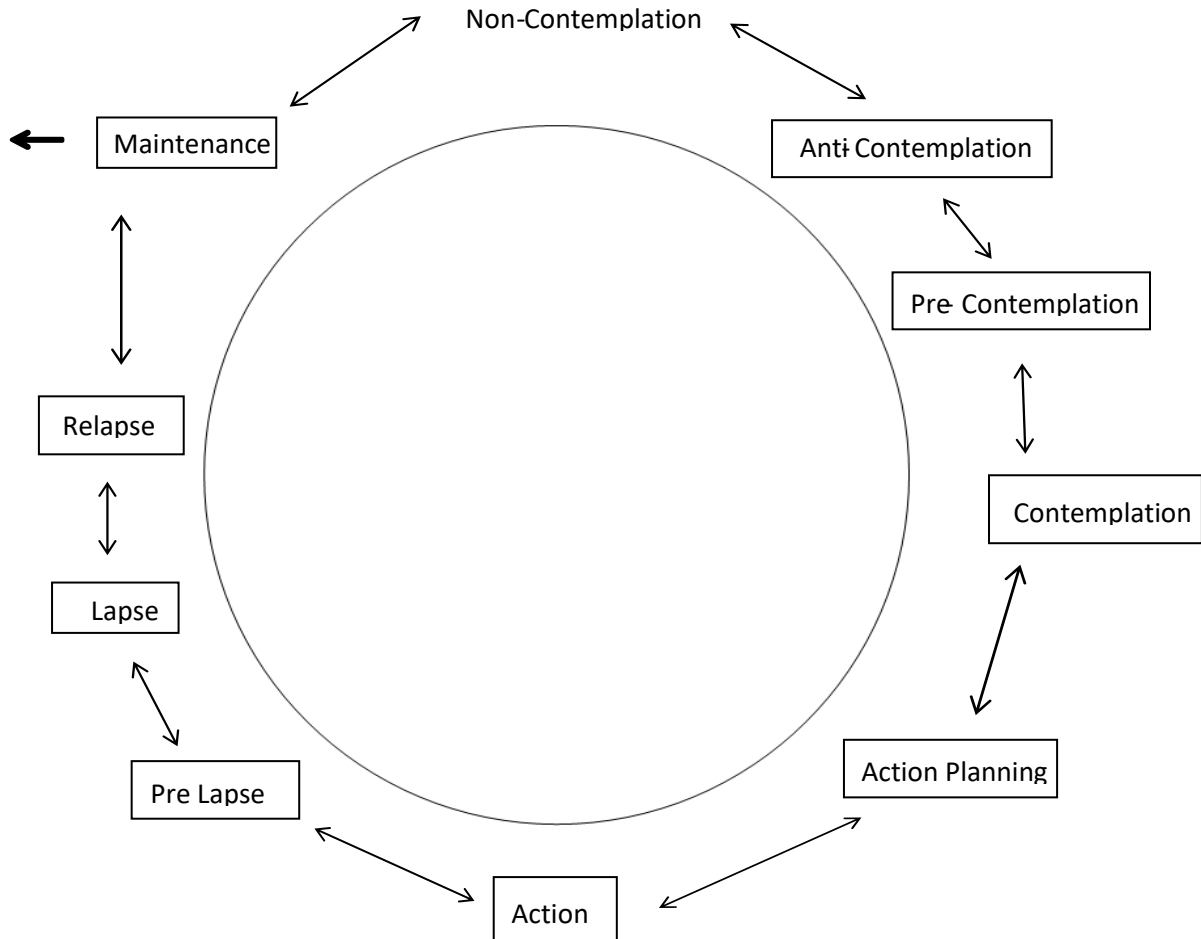 Non-Contemplation
Maintenance
Anti-Contemplation
Pre- Contemplation
Relapse
Contemplation
Lapse
Action Planning
Pre Lapse
Action